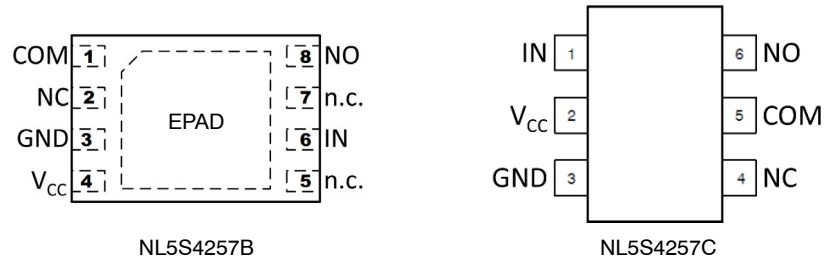 COM 1 8 NO
NC 2 7 n.c.
GND 3 6 IN
VCC 4 5 n.c.
EPAD
NL5S4257B
IN 1 6 NO
VCC 2 5 COM
GND 3 4 NC
NL5S4257C